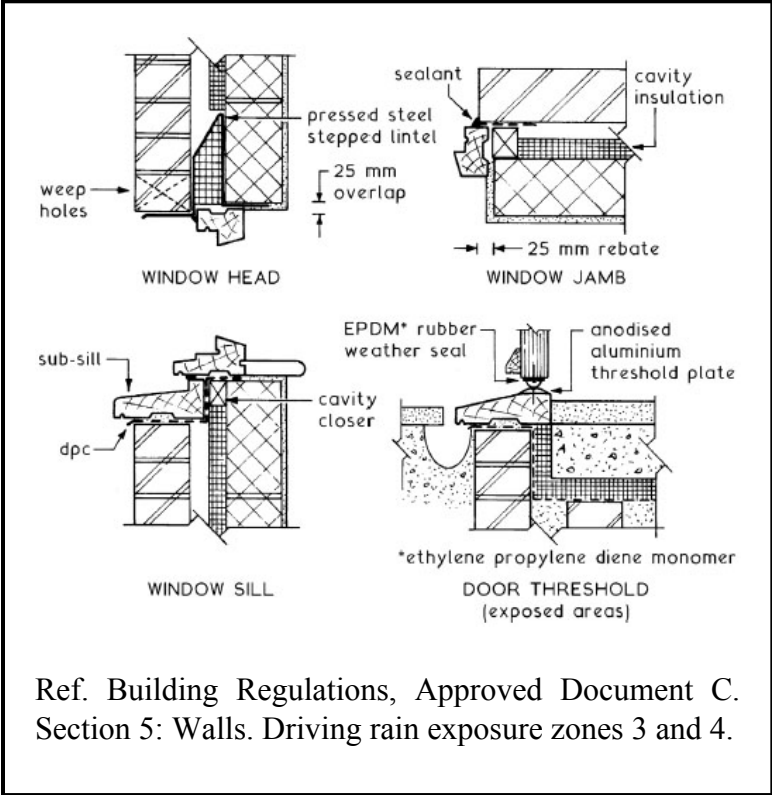 sealant
cavity
insulation
pressed steel
stepped lintel
25 mm
overlap
weep
holes
25 mm rebate
WINDOW HEAD
WINDOW JAMB
EPDM* rubber
weather seal
anodised
aluminium
threshold plate
sub-sill
cavity
closer
dpc
*ethylene propylene diene monomer
WINDOW SILL
DOOR THRESHOLD
(exposed areas)
Ref. Building Regulations, Approved Document C.
Section 5: Walls. Driving rain exposure zones 3 and 4.